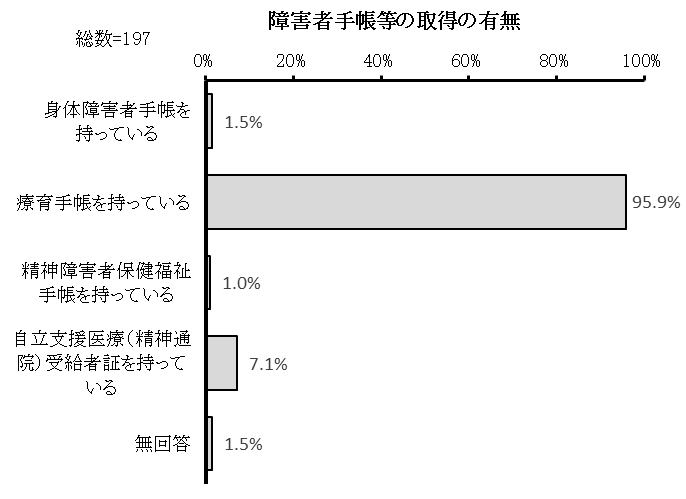 障害者手帳等の取得の有無
総数=197
0%
20%
40%
60%
80%
100%
身体障害者手帳を
持っている
1.5%
療育手帳を持っている
95.9%
精神障害者保健福祉
手帳を持っている
1.0%
自立支援医療（精神通
院）受給者証を持って
いる
7.1%
無回答
1.5%